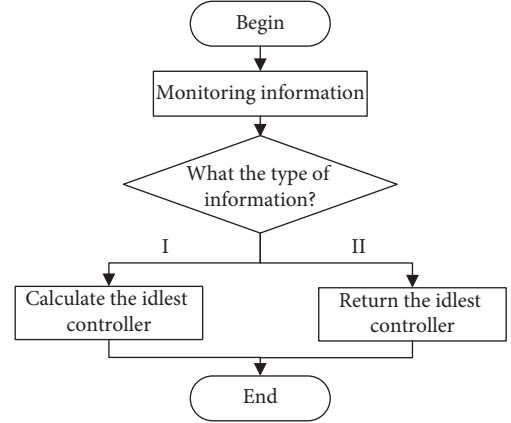 Begin
Monitoring information
What the type of
information?
I
II
Calculate the idlest
controller
Return the idlest
controller
End